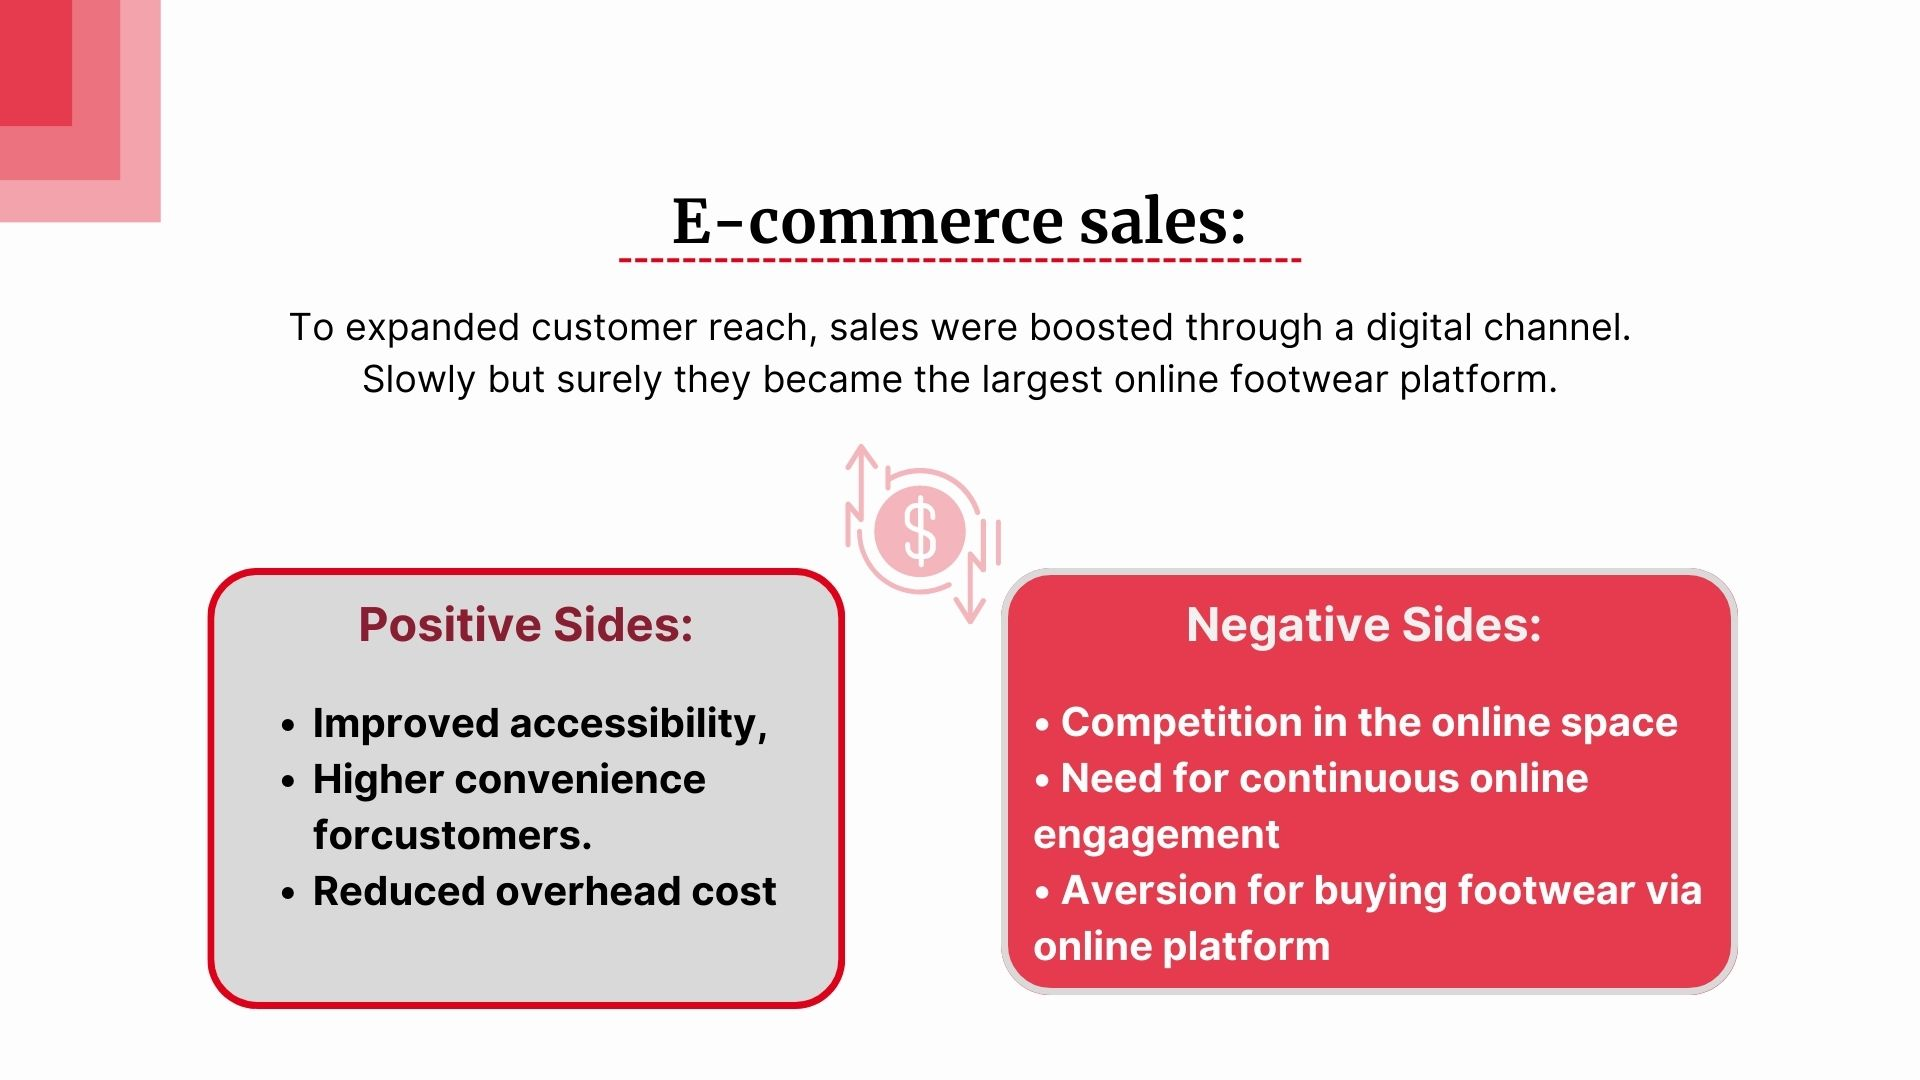 E-commerce sales:
To expanded customer reach, sales were boosted through a digital channel.
Slowly but surely they became the largest online footwear platform.
$
Positive Sides:
• Improved accessibility,
• Higher convenience
forcustomers.
• Reduced overhead cost
Negative Sides:
• Competition in the online space
• Need for continuous online
engagement
• Aversion for buying footwear via
online platform